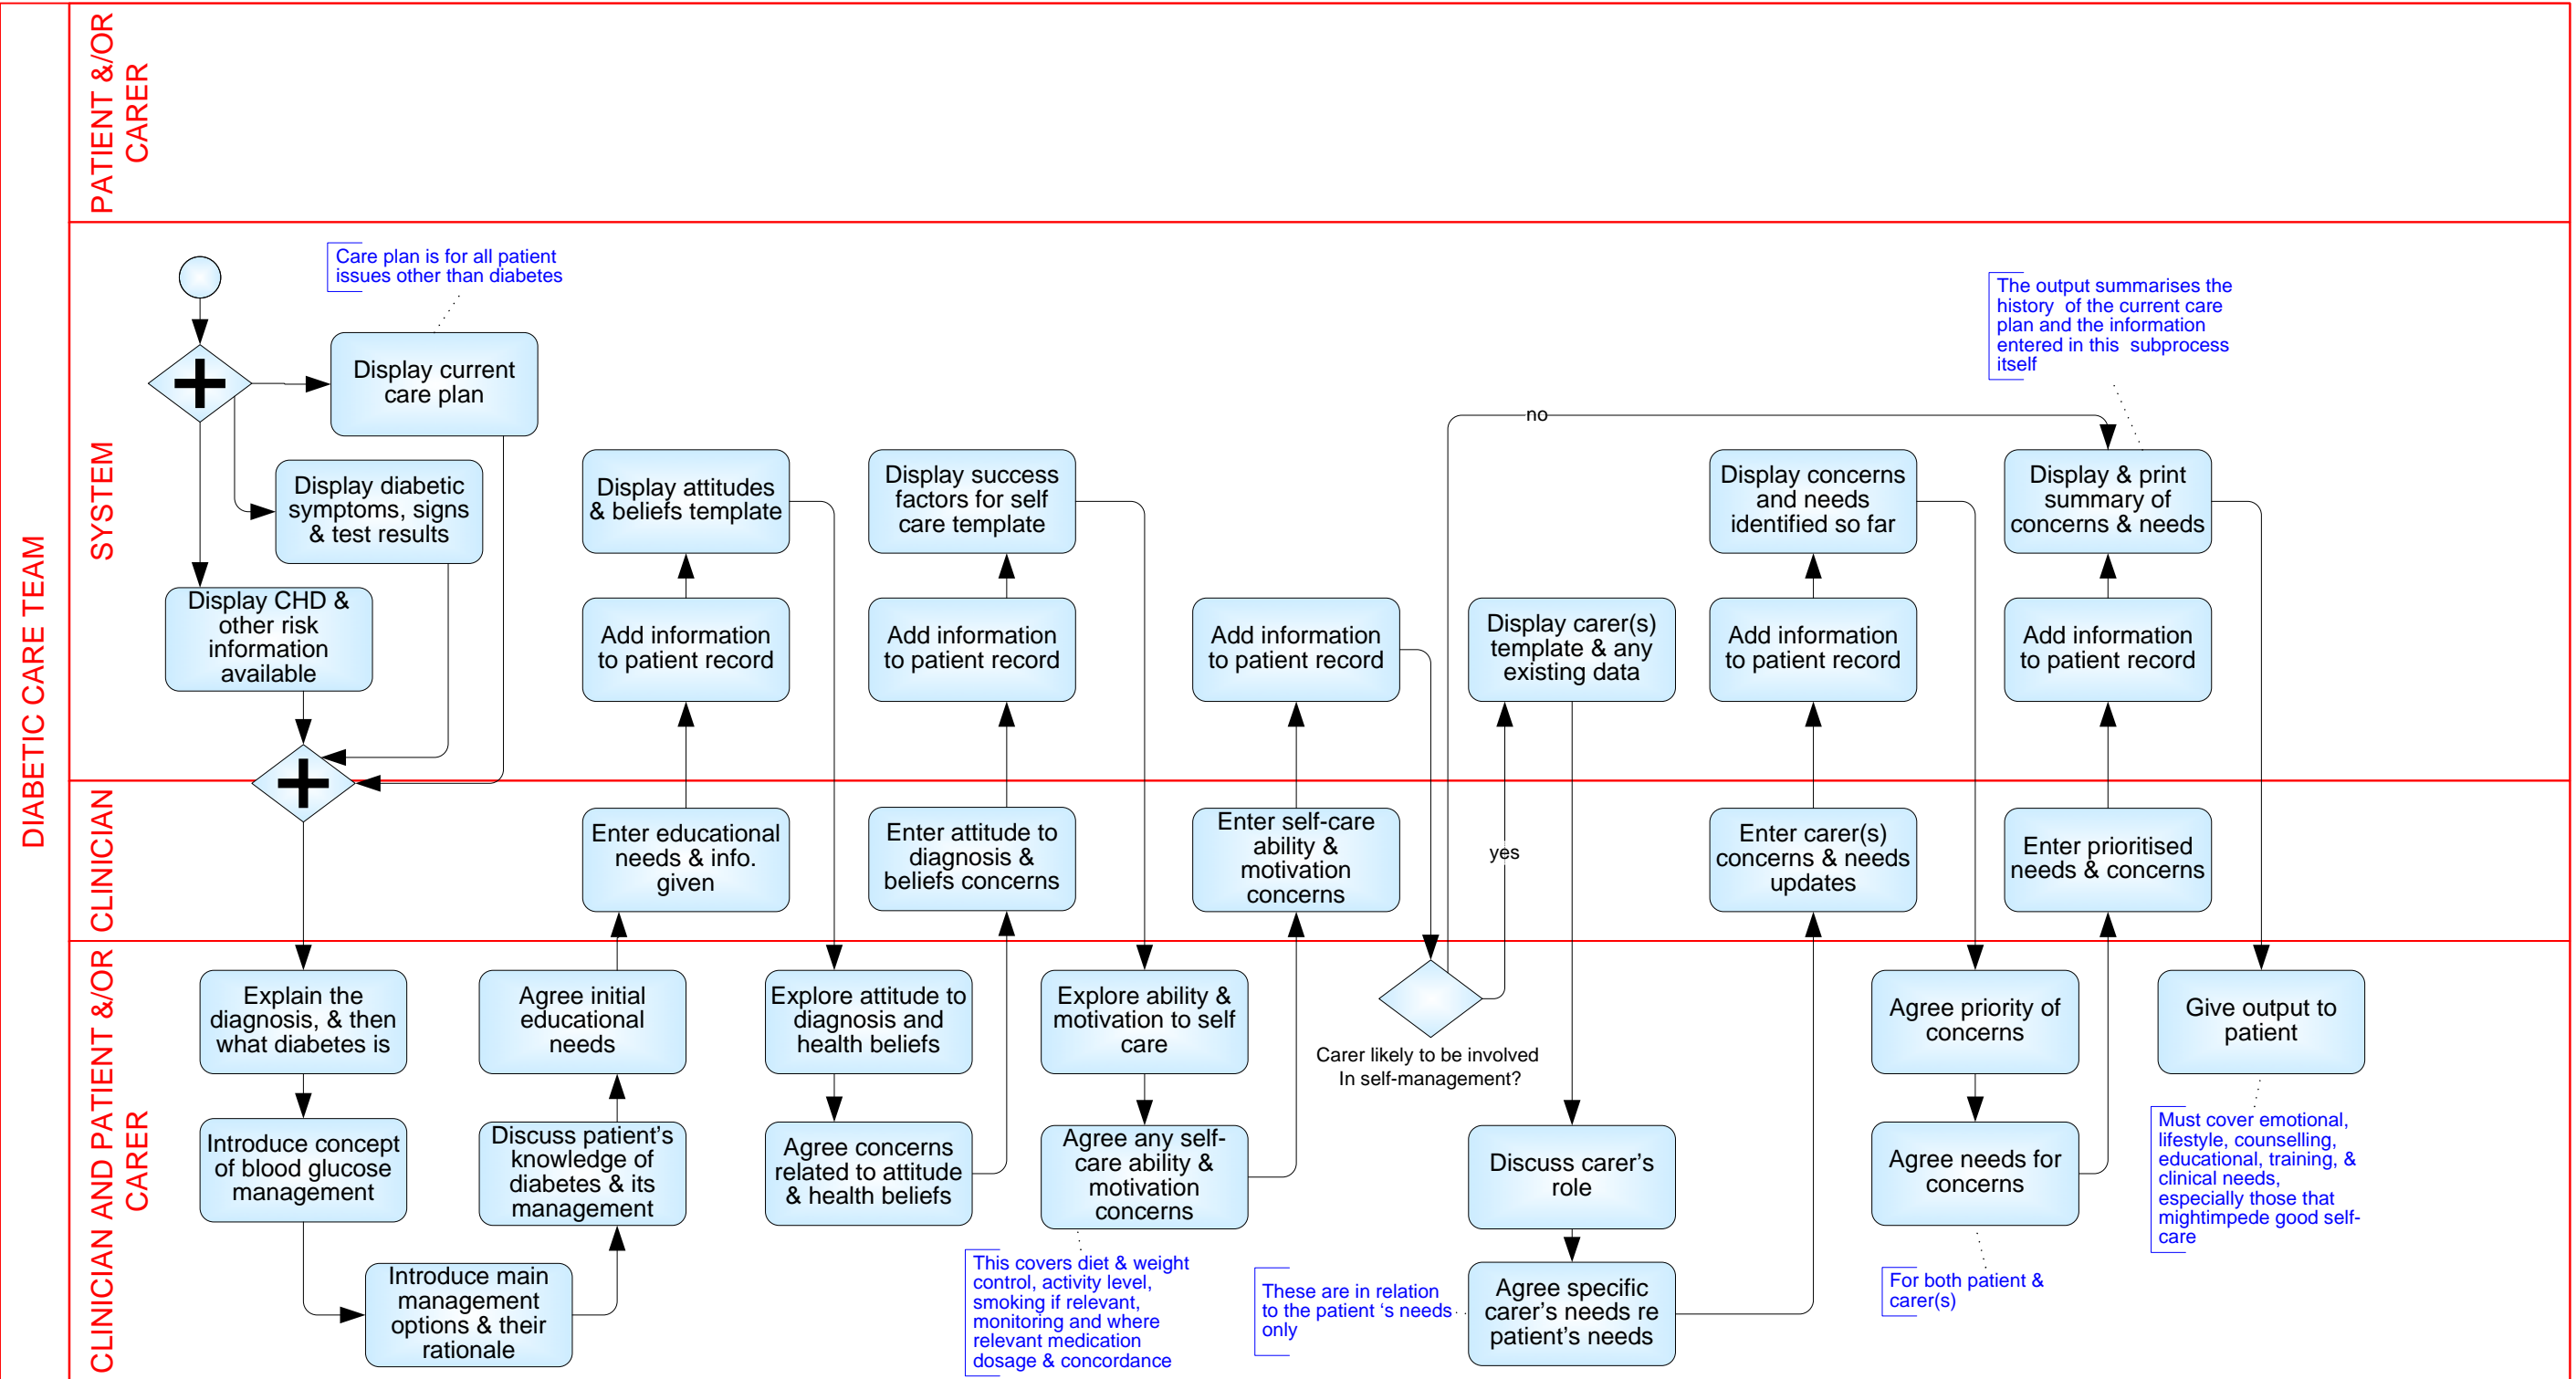 DIABETIC CARE TEAM
PATIENT &/OR
CARER
SYSTEM
Care plan is for all patient
issues other than diabetes
Display current
care plan
Display diabetic
symptoms, signs
& test results
Display CHD &
other risk
information
available
Display attitudes
& beliefs template
Add information
to patient record
Display success
factors for self
care template
Add information
to patient record
Add information
to patient record
no
Display carer(s)
template & any
existing data
Display concerns
and needs
identified so far
Add information
to patient record
The output summarises the
history  of the current care
plan and the information
entered in this  subprocess
itself
Display & print
summary of
concerns & needs
Add information
to patient record
CLINICIAN
Enter educational
needs & info.
given
Enter attitude to
diagnosis &
beliefs concerns
Enter self-care
ability &
motivation
concerns
yes
Enter carer(s)
concerns & needs
updates
Enter prioritised
needs & concerns
CLINICIAN AND PATIENT &/OR
CARER
Explain the
diagnosis, & then
what diabetes is
Introduce concept
of blood glucose
management
Introduce main
management
options & their
rationale
Agree initial
educational
needs
Discuss patient's
knowledge of
diabetes & its
management
Explore attitude to
diagnosis and
health beliefs
Agree concerns
related to attitude
& health beliefs
Explore ability &
motivation to self
care
Agree any self-
care ability &
motivation
concerns
This covers diet & weight
control, activity level,
smoking if relevant,
monitoring and where
relevant medication
dosage & concordance
Carer likely to be involved
In self-management?
Discuss carer's
role
Agree specific
carer's needs re
patient's needs
These are in relation
to the patient ‘s needs
only
Agree priority of
concerns
Agree needs for
concerns
For both patient &
carer(s)
Give output to
patient
Must cover emotional,
lifestyle, counselling,
educational, training, &
clinical needs,
especially those that
mightimpede good self-
care